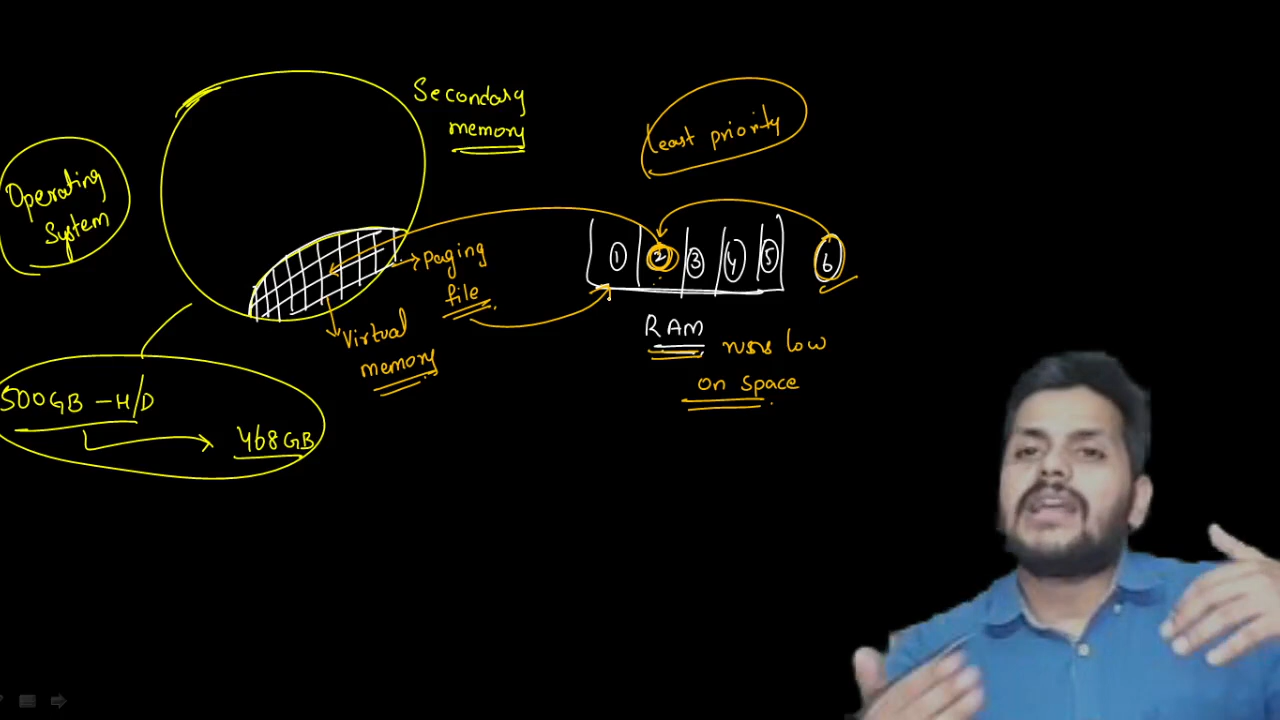 Secondary
memory
least priority
Operating
System
1 2 3 4 5 6
paging
file
Virtual
memory
RAM runs low
on space
500GB - H/D
468GB